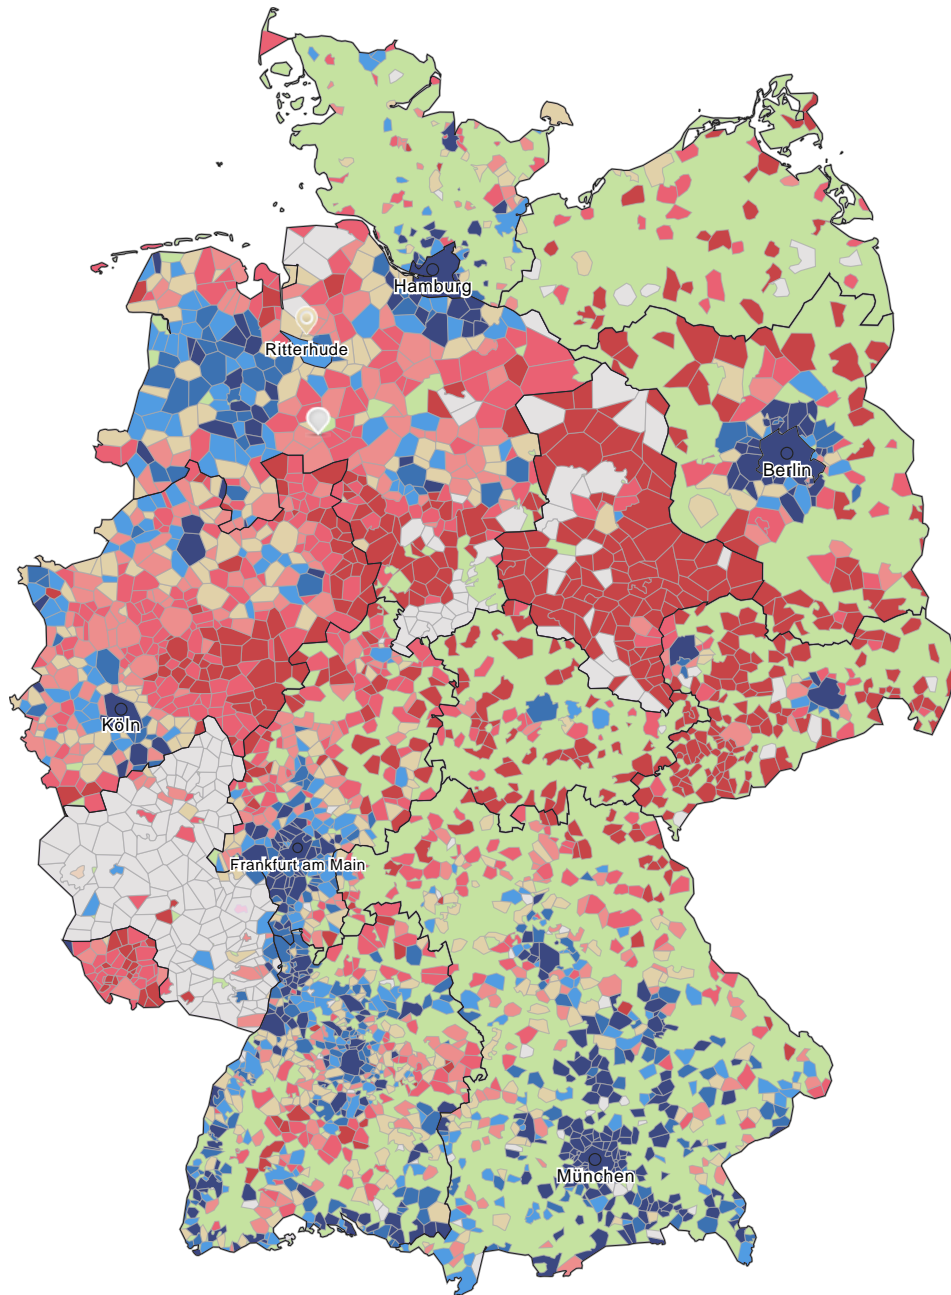 Hamburg
Ritterhude
Berlin
Köln
Frankfurt am Main
München